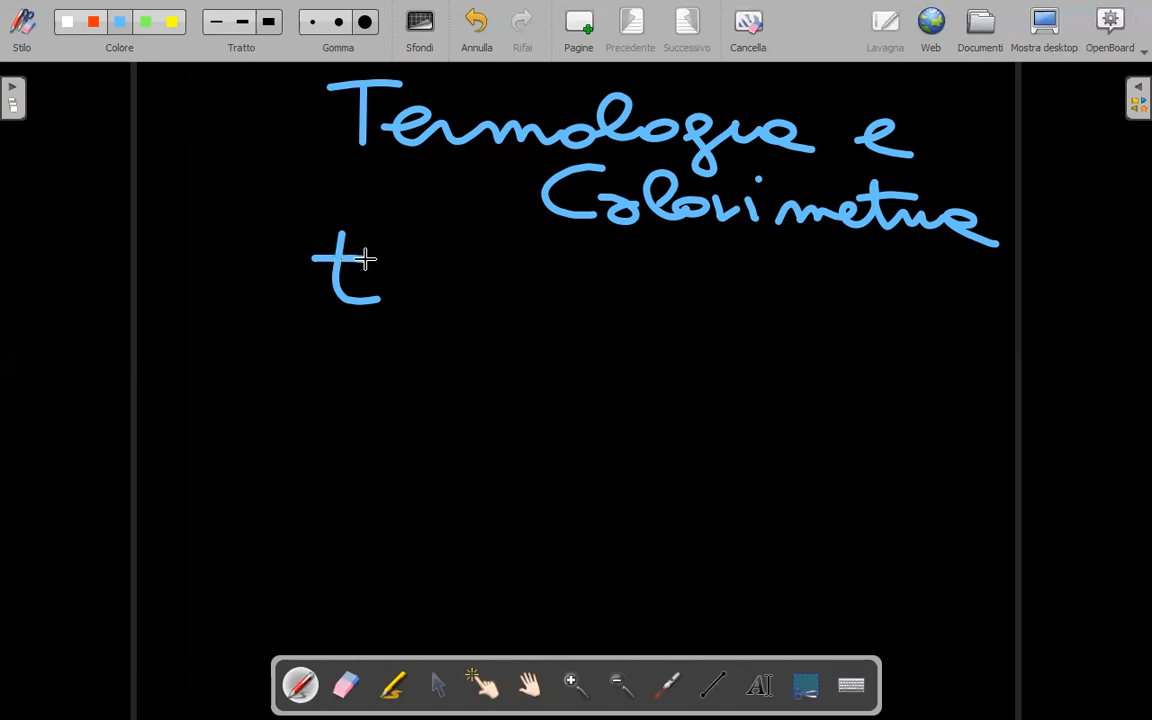 Stilo Colore Tratto Gomma Sfondi Annulla Rifai Pagine Precedente Successivo Cancella Lavagna Web Documenti Mostra desktop OpenBoard
Termologia e
Calorimetria
t